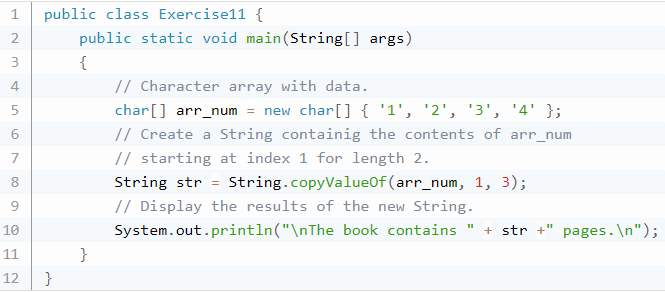 1 public class Exercise11 {
2 public static void main(String[] args)
3 {
4 // Character array with data.
5 char[] arr_num = new char[] { '1', '2', '3', '4' };
6 // Create a String containig the contents of arr_num
7 // starting at index 1 for length 2.
8 String str = String.copyValueOf(arr_num, 1, 3);
9 // Display the results of the new String.
10 System.out.println("\nThe book contains " + str +" pages.\n");
11 }
12 }